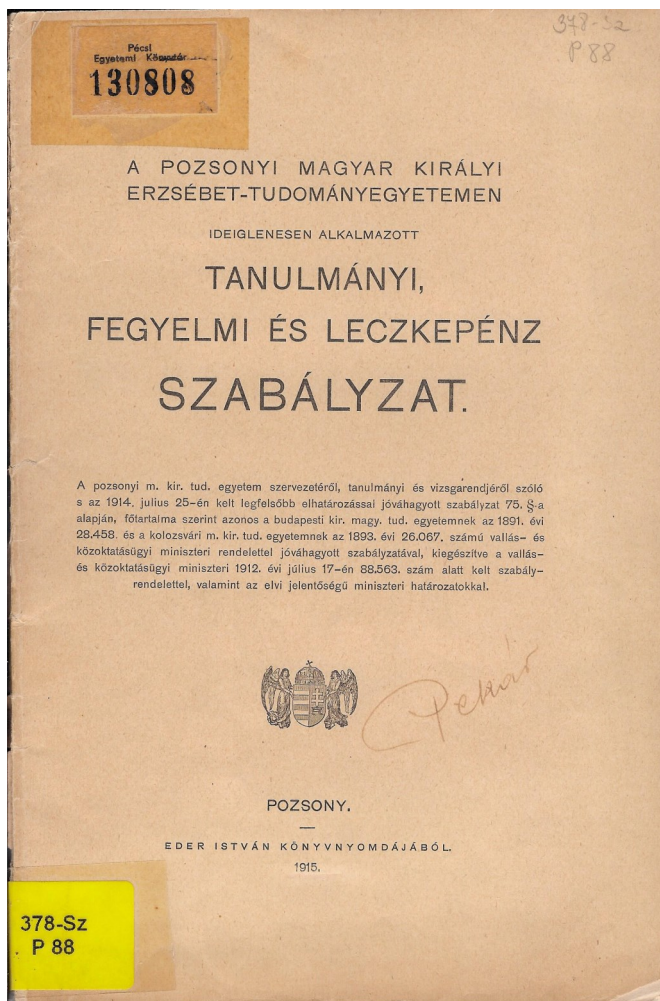 378-Sz
P 88
Pécsi
Egyetemi Könyvtár
130808
A POZSONYI MAGYAR KIRÁLYI
ERZSÉBET-TUDOMÁNYEGYETEMEN
IDEIGLENESEN ALKALMAZOTT
TANULMÁNYI,
FEGYELMI ÉS LECZKEPÉNZ
SZABÁLYZAT.
A pozsonyi m. kir. tud. egyetem szervezetéről, tanulmányi és vizsgarendjéről szóló
s az 1914. julius 25-én kelt legfelsőbb elhatározással jóváhagyott szabályzat 75. §-a
alapján, főtartalma szerint azonos a budapesti kir. magy. tud. egyetemnek az 1891. évi
28.458. és a kolozsvári m. kir. tud. egyetemnek az 1893. évi 26.067. számú vallás- és
közoktatásügyi miniszteri rendelettel jóváhagyott szabályzatával, kiegészitve a vallás-
és közoktatásügyi miniszteri 1912. évi július 17-én 88.563. szám alatt kelt szabály-
rendelettel, valamint az elvi jelentőségű miniszteri határozatokkal.
Pekár
POZSONY.
EDER ISTVÁN KÖNYVNYOMDÁJÁBÓL.
1915.
378-Sz
P 88